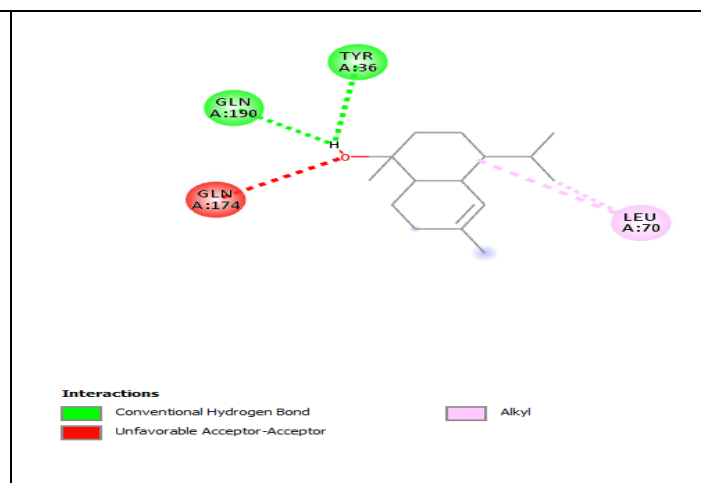 TYR
A:36
GLN
A:190
H
O
GLN
A:174
LEU
A:70
Interactions
Conventional Hydrogen Bond
Alkyl
Unfavorable Acceptor-Acceptor